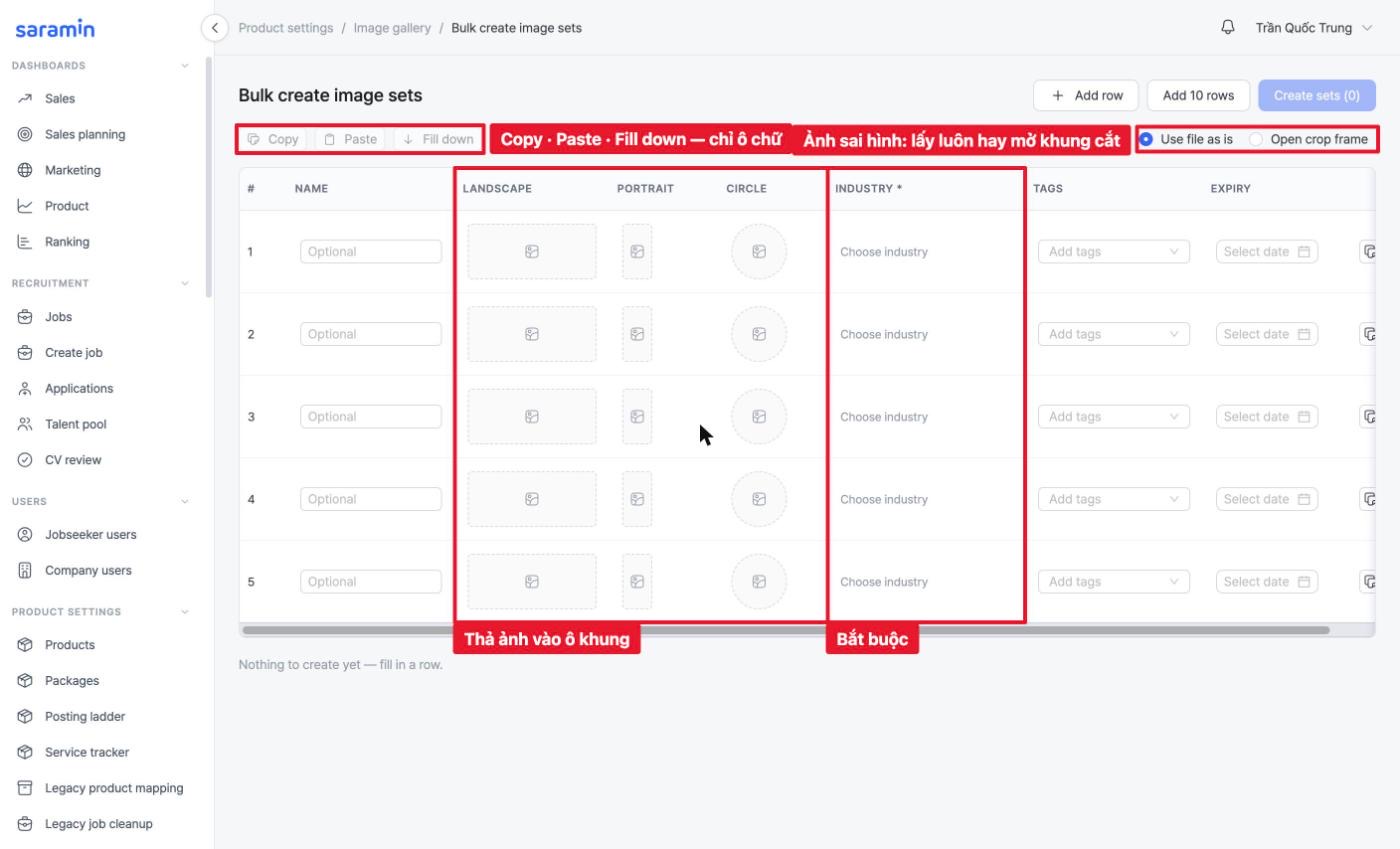 saramin
Product settings / Image gallery / Bulk create image sets
Trần Quốc Trung
DASHBOARDS
Sales
Sales planning
Marketing
Product
Ranking
RECRUITMENT
Jobs
Create job
Applications
Talent pool
CV review
USERS
Jobseeker users
Company users
PRODUCT SETTINGS
Products
Packages
Posting ladder
Service tracker
Legacy product mapping
Legacy job cleanup
Bulk create image sets
Add row
Add 10 rows
Create sets (0)
Copy Paste Fill down
Copy · Paste · Fill down — chỉ ô chữ
Ảnh sai hình: lấy luôn hay mở khung cắt
Use file as is Open crop frame
# NAME LANDSCAPE PORTRAIT CIRCLE INDUSTRY * TAGS EXPIRY
1 Optional Choose industry Add tags Select date
2 Optional Choose industry Add tags Select date
3 Optional Choose industry Add tags Select date
4 Optional Choose industry Add tags Select date
5 Optional Choose industry Add tags Select date
Thả ảnh vào ô khung
Bắt buộc
Nothing to create yet — fill in a row.